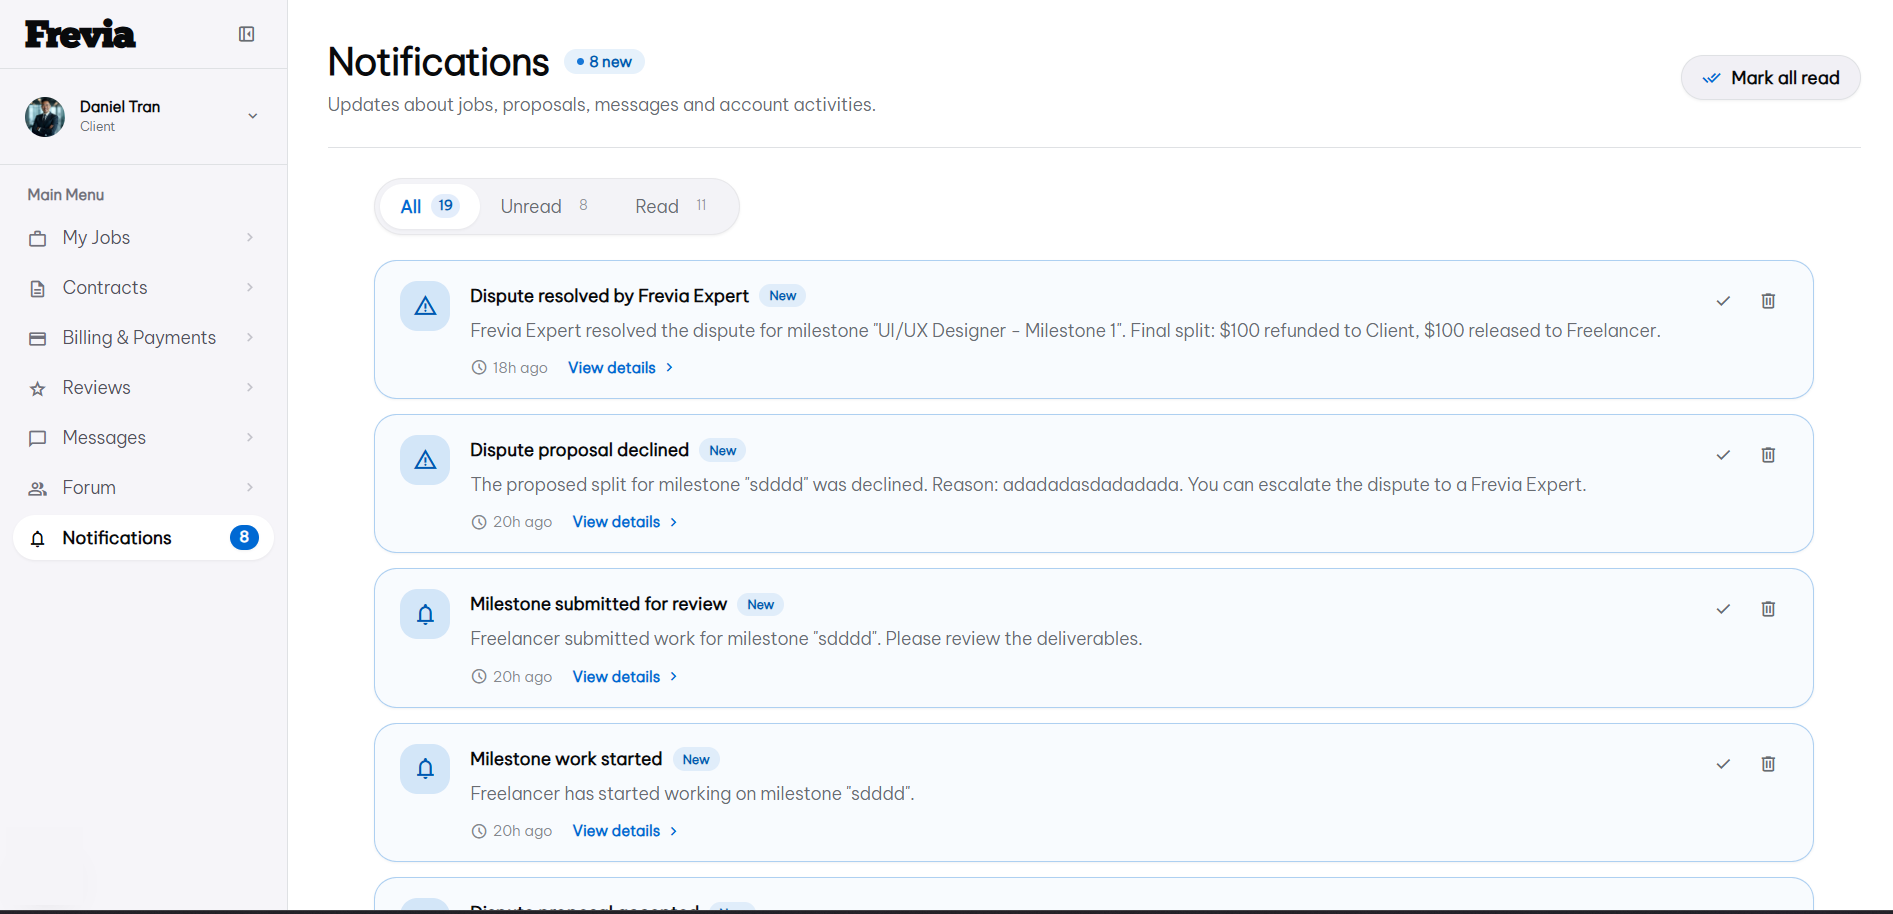 Frevia
Daniel Tran
Client
Main Menu
My Jobs
Contracts
Billing & Payments
Reviews
Messages
Forum
Notifications 8
Notifications 8 new
Updates about jobs, proposals, messages and account activities.
Mark all read
All 19 Unread 8 Read 11
Dispute resolved by Frevia Expert New
Frevia Expert resolved the dispute for milestone "UI/UX Designer - Milestone 1". Final split: $100 refunded to Client, $100 released to Freelancer.
18h ago View details
Dispute proposal declined New
The proposed split for milestone "sdddd" was declined. Reason: adadadasdadadada. You can escalate the dispute to a Frevia Expert.
20h ago View details
Milestone submitted for review New
Freelancer submitted work for milestone "sdddd". Please review the deliverables.
20h ago View details
Milestone work started New
Freelancer has started working on milestone "sdddd".
20h ago View details
Dispute proposal accepted